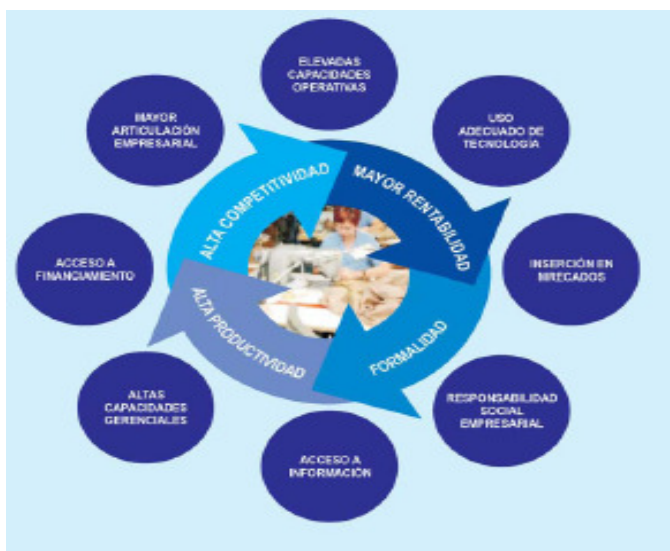 ELEVADAS
CAPACIDADES
OPERATIVAS
USO
ADECUADO DE
TECNOLOGÍA
INSERCIÓN EN
MRECADOS
RESPONSABILIDAD
SOCIAL
EMPRESARIAL
ACCESO A
INFORMACIÓN
ALTAS
CAPACIDADES
GERENCIALES
ACCESO A
FINANCIAMIENTO
MAYOR
ARTICULACIÓN
EMPRESARIAL
ALTA COMPETITIVIDAD
MAYOR RENTABILIDAD
FORMALIDAD
ALTA PRODUCTIVIDAD